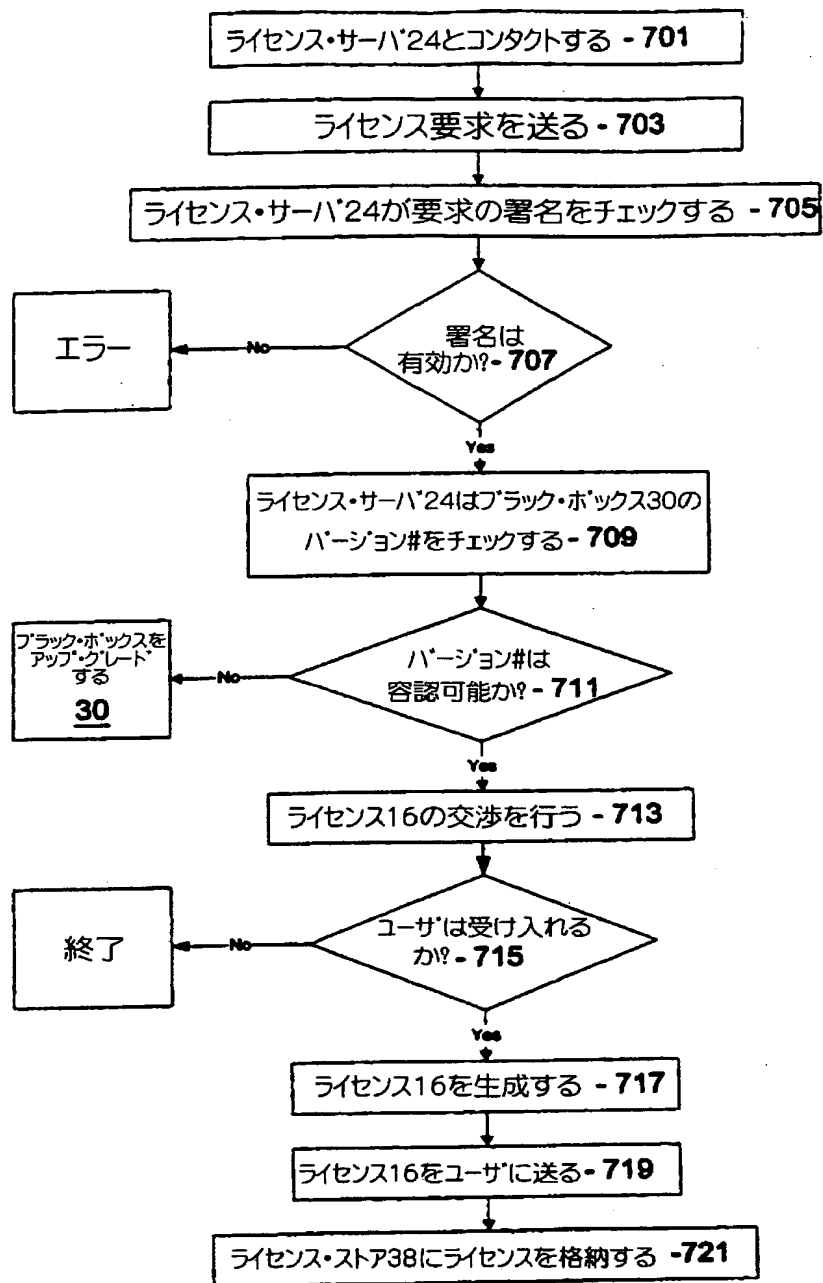 ライセンス・サーバ24とコンタクトする - 701
ライセンス要求を送る - 703
ライセンス・サーバ24が要求の署名をチェックする - 705
署名は
有効か? - 707
No
エラー
Yes
ライセンス・サーバ24はブラック・ボックス30の
バージョン#をチェックする - 709
バージョン#は
容認可能か? - 711
No
ブラック・ボックスを
アップ・グレード
する
30
Yes
ライセンス16の交渉を行う - 713
ユーザは受け入れる
か? - 715
No
終了
Yes
ライセンス16を生成する - 717
ライセンス16をユーザに送る - 719
ライセンス・ストア38にライセンスを格納する -721